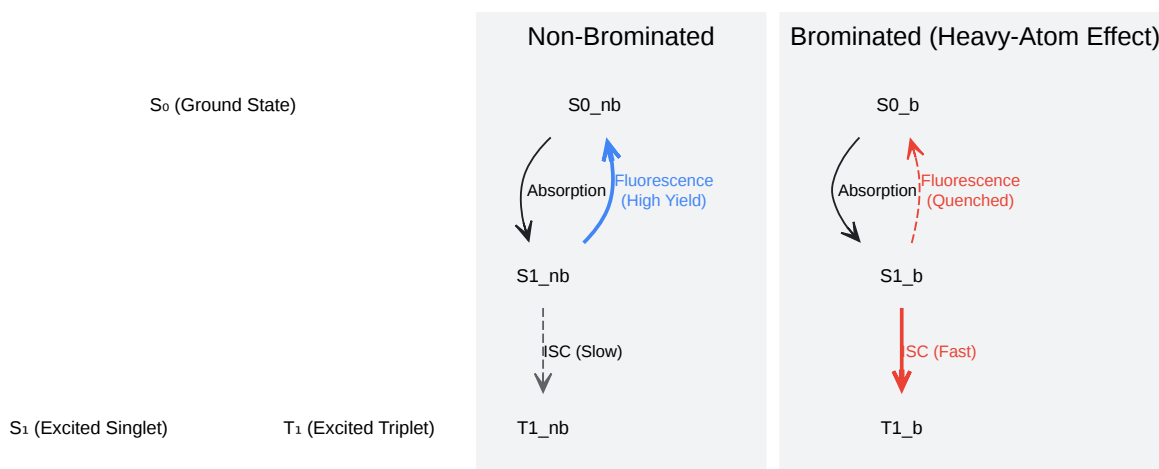 Non-Brominated
Brominated (Heavy-Atom Effect)
S₀ (Ground State)
S0_nb
S0_b
Absorption
Fluorescence
(High Yield)
Absorption
Fluorescence
(Quenched)
S1_nb
S1_b
ISC (Slow)
ISC (Fast)
S₁ (Excited Singlet)
T₁ (Excited Triplet)
T1_nb
T1_b